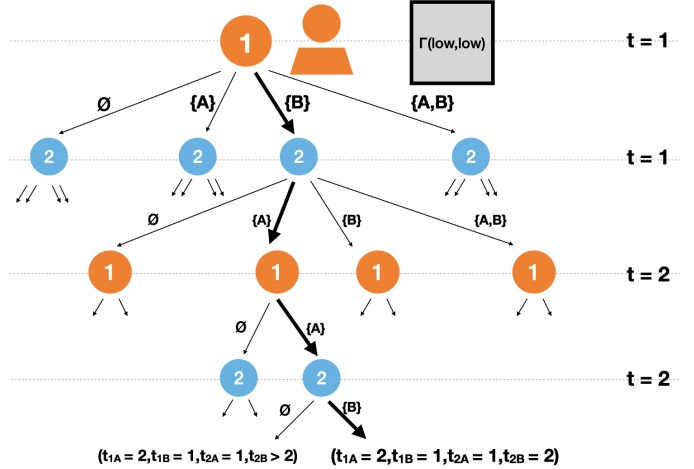 1 Γ(low,low) t = 1
Ø {A} {B} {A,B}
2 2 2 2 t = 1
Ø {A} {B} {A,B}
1 1 1 1 t = 2
Ø {A}
2 2 t = 2
Ø {B}
(t₁A = 2,t₁B = 1,t₂A = 1,t₂B > 2) (t₁A = 2,t₁B = 1,t₂A = 1,t₂B = 2)